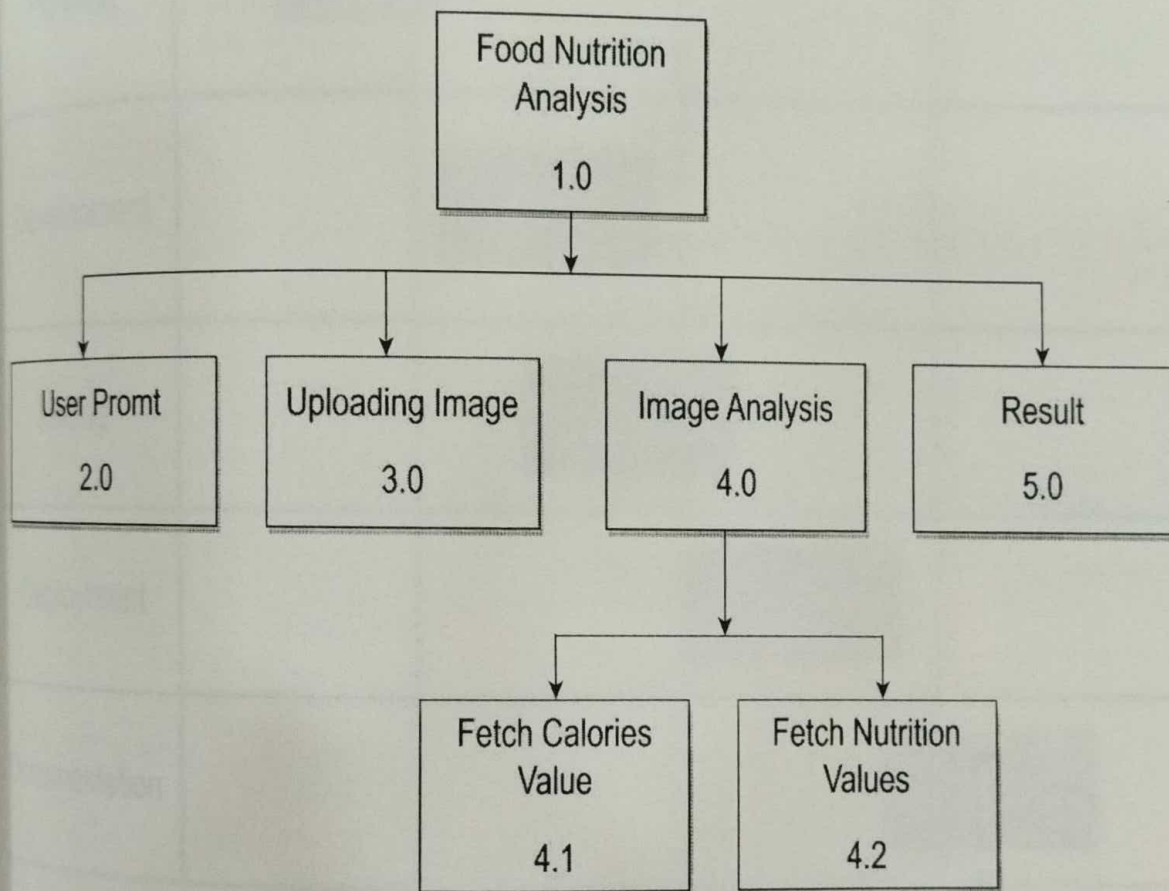 Food Nutrition
Analysis
1.0
User Promt
2.0
Uploading Image
3.0
Image Analysis
4.0
Result
5.0
Fetch Calories
Value
4.1
Fetch Nutrition
Values
4.2